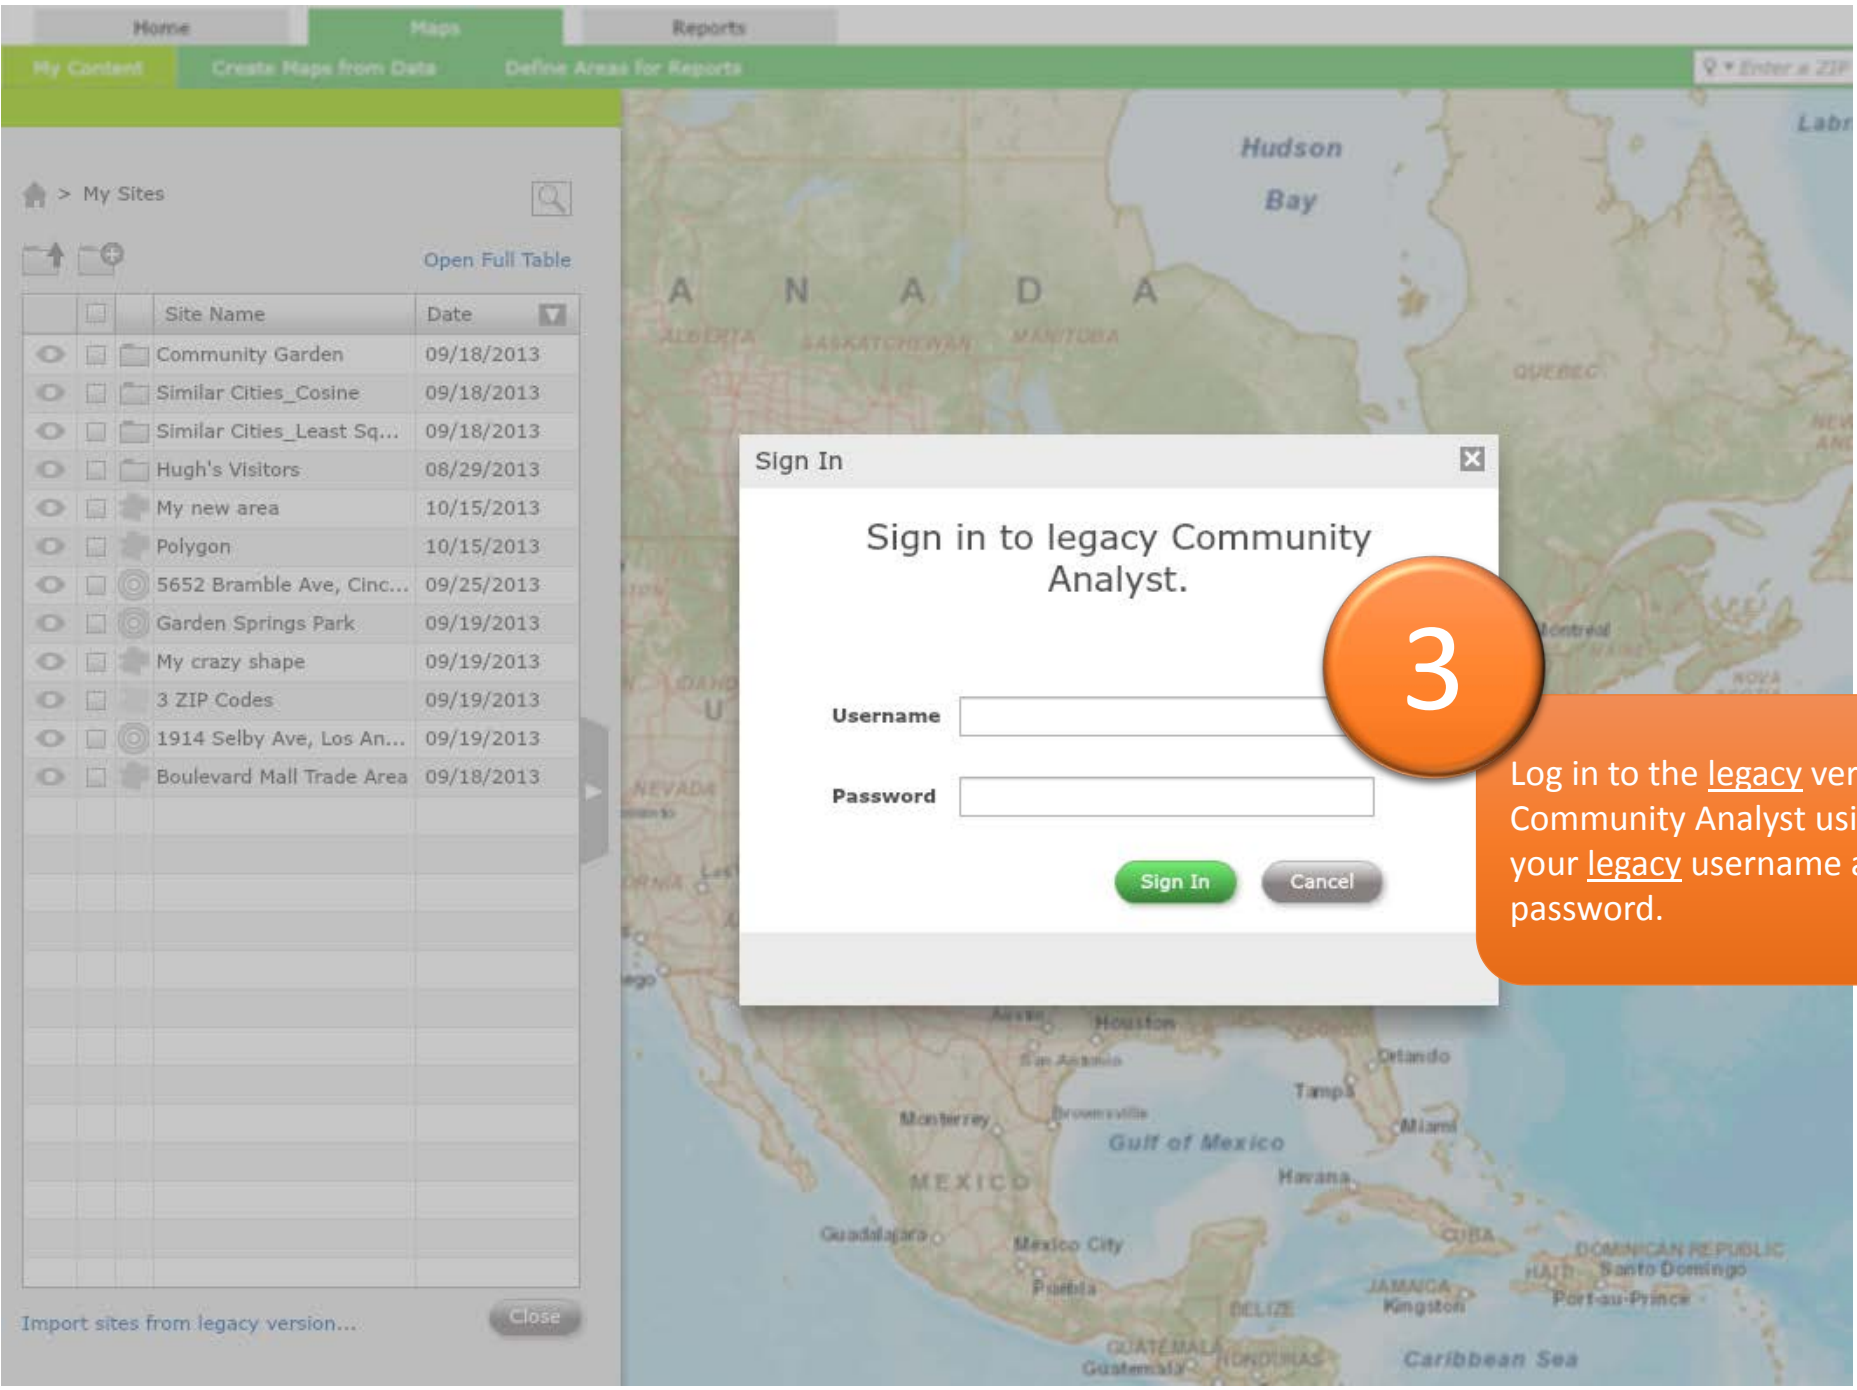 Home
Maps
Reports
My Content
Create Maps from Data
Define Areas for Reports
Enter a ZIP
> My Sites
Open Full Table
Site Name
Date
Community Garden 09/18/2013
Similar Cities_Cosine 09/18/2013
Similar Cities_Least Sq... 09/18/2013
Hugh's Visitors 08/29/2013
My new area 10/15/2013
Polygon 10/15/2013
5652 Bramble Ave, Cinc... 09/25/2013
Garden Springs Park 09/19/2013
My crazy shape 09/19/2013
3 ZIP Codes 09/19/2013
1914 Selby Ave, Los An... 09/19/2013
Boulevard Mall Trade Area 09/18/2013
Import sites from legacy version...
Close
Sign In
Sign in to legacy Community
Analyst.
Username
Password
Sign In
Cancel
3
Log in to the legacy ver
Community Analyst usi
your legacy username a
password.
Hudson
Bay
Labr
A N A D A
ALBERTA
SASKATCHEWAN
MANITOBA
QUEBEC
Montreal
NOVA
IDAHO
U
NEVADA
Houston
San Antonio
Orlando
Tampa
Miami
Monterrey
Brownsville
Gulf of Mexico
Havana
MEXICO
Guadalajara
Mexico City
Puebla
CUBA
DOMINICAN REPUBLIC
HAITI
Santo Domingo
JAMAICA
Kingston
Port-au-Prince
BELIZE
GUATEMALA
HONDURAS
Guatemala
Caribbean Sea